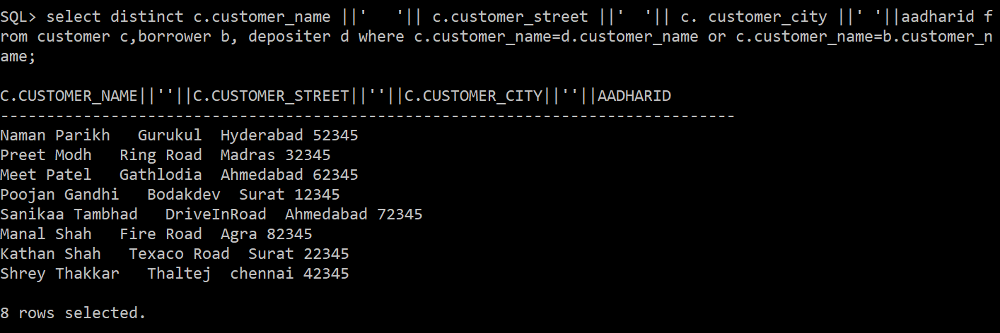 SQL> select distinct c.customer_name ||'   '|| c.customer_street ||'  '|| c. customer_city ||' '||aadharid f
rom customer c,borrower b, depositer d where c.customer_name=d.customer_name or c.customer_name=b.customer_n
ame;
C.CUSTOMER_NAME||''||C.CUSTOMER_STREET||''||C.CUSTOMER_CITY||''||AADHARID
--------------------------------------------------------------------------------
Naman Parikh   Gurukul  Hyderabad 52345
Preet Modh   Ring Road  Madras 32345
Meet Patel   Gathlodia  Ahmedabad 62345
Poojan Gandhi   Bodakdev  Surat 12345
Sanikaa Tambhad   DriveInRoad  Ahmedabad 72345
Manal Shah   Fire Road  Agra 82345
Kathan Shah   Texaco Road  Surat 22345
Shrey Thakkar   Thaltej  chennai 42345
8 rows selected.